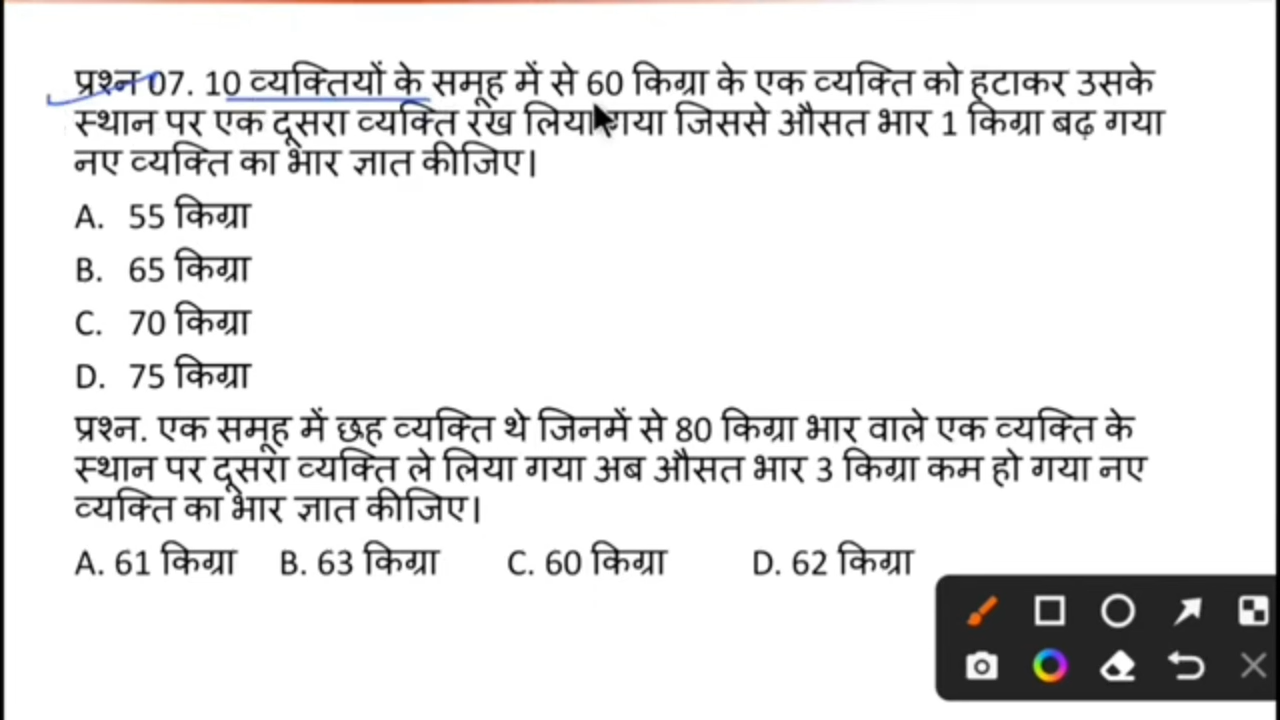 प्रश्न 07. 10 व्यक्तियों के समूह में से 60 किग्रा के एक व्यक्ति को हटाकर उसके
स्थान पर एक दूसरा व्यक्ति रख लिया गया जिससे औसत भार 1 किग्रा बढ़ गया
नए व्यक्ति का भार ज्ञात कीजिए।
A. 55 किग्रा
B. 65 किग्रा
C. 70 किग्रा
D. 75 किग्रा
प्रश्न. एक समूह में छह व्यक्ति थे जिनमें से 80 किग्रा भार वाले एक व्यक्ति के
स्थान पर दूसरा व्यक्ति ले लिया गया अब औसत भार 3 किग्रा कम हो गया नए
व्यक्ति का भार ज्ञात कीजिए।
A. 61 किग्रा B. 63 किग्रा C. 60 किग्रा D. 62 किग्रा